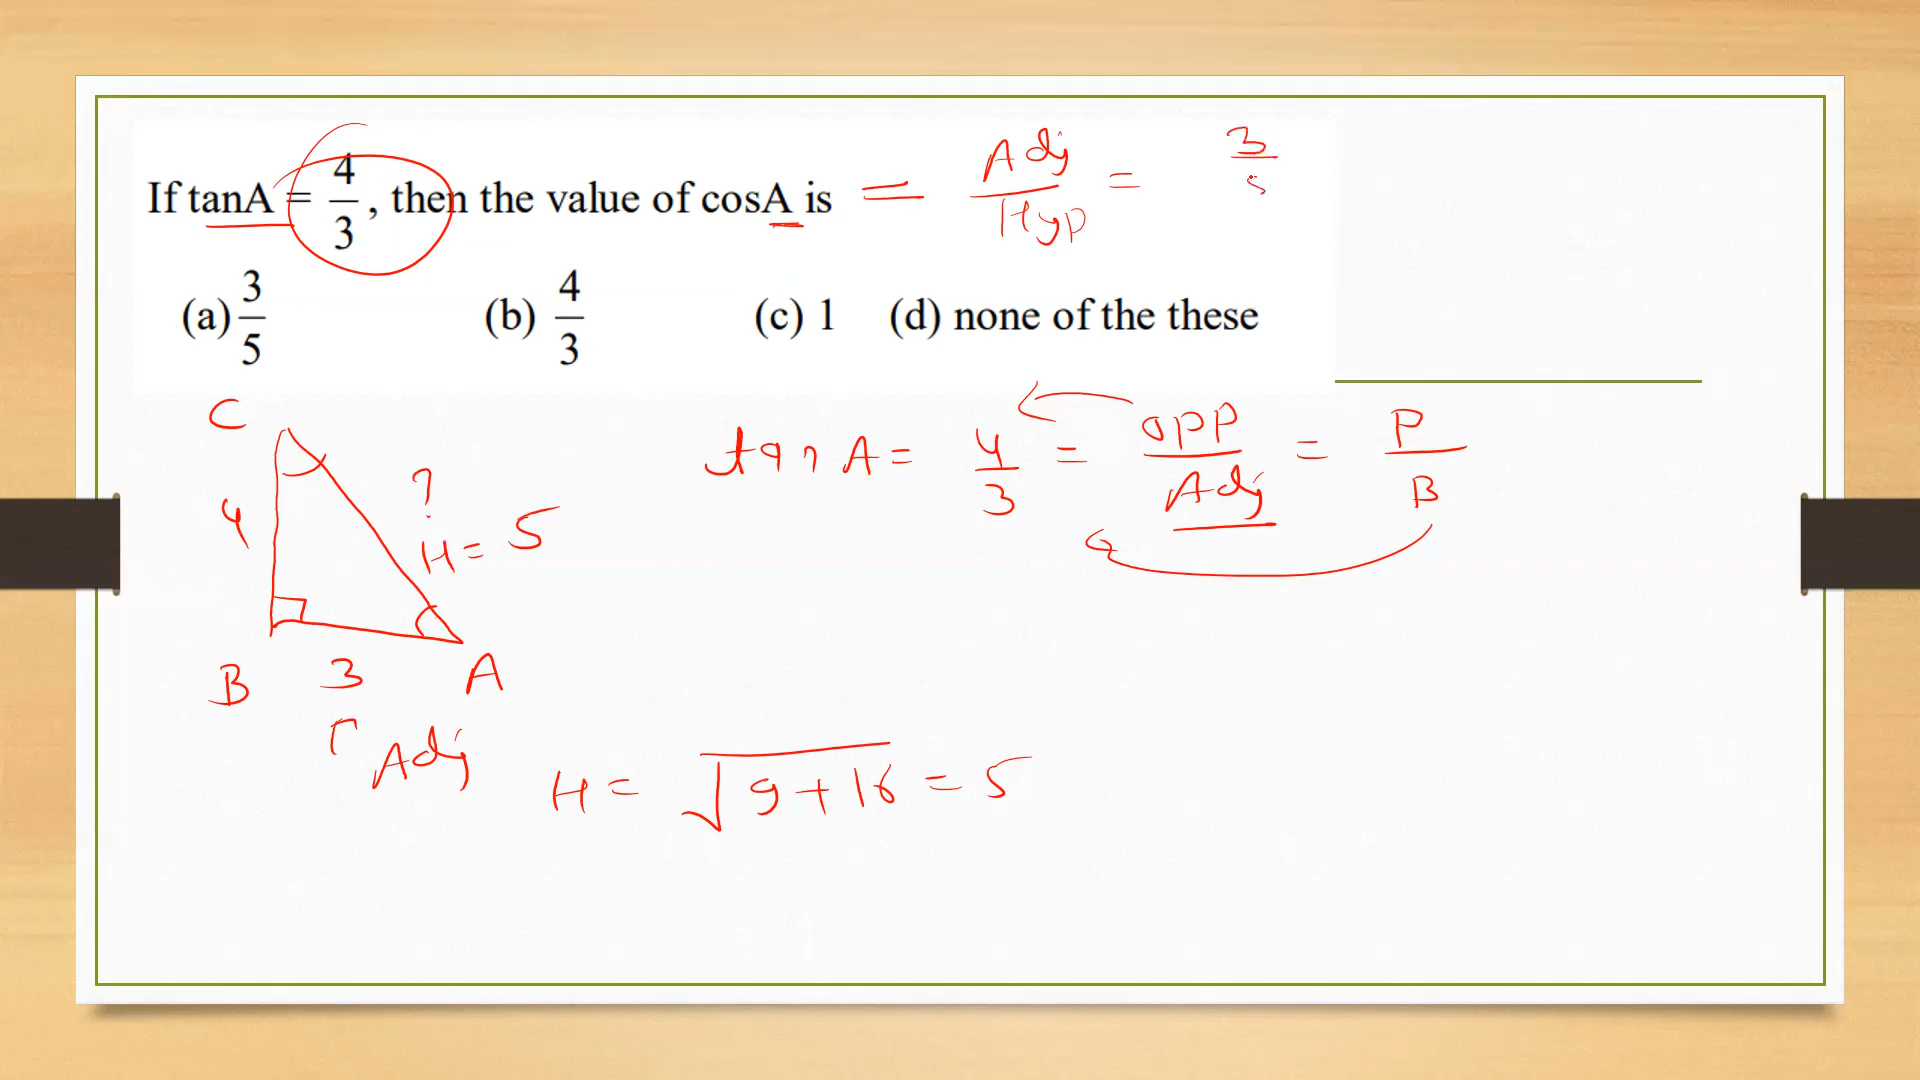 If tanA = 4/3, then the value of cosA is = Adj/Hyp = 3/5
(a) 3/5 (b) 4/3 (c) 1 (d) none of the these
C
4
?
H = 5
B 3 A
Adj
tan A = 4/3 = opp/Adj = P/B
H = √9+16 = 5